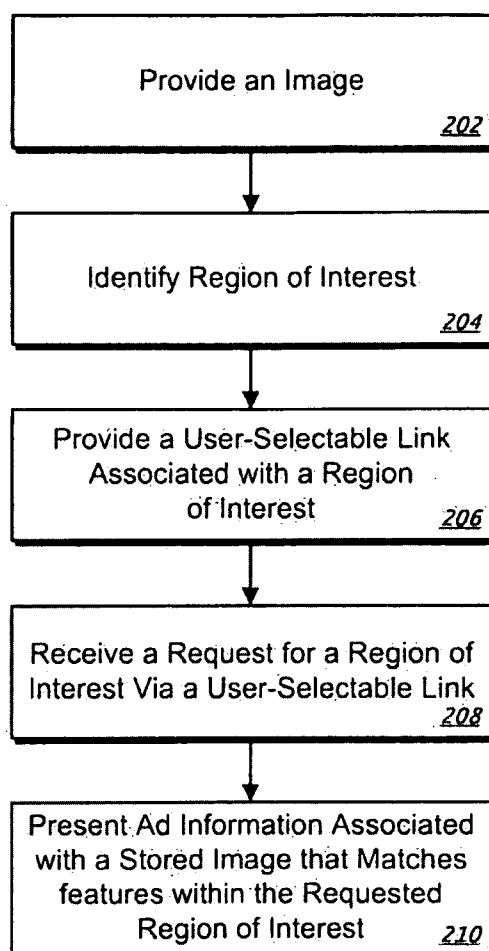 Provide an Image
202
Identify Region of Interest
204
Provide a User-Selectable Link
Associated with a Region
of Interest
206
Receive a Request for a Region of
Interest Via a User-Selectable Link
208
Present Ad Information Associated
with a Stored Image that Matches
features within the Requested
Region of Interest
210